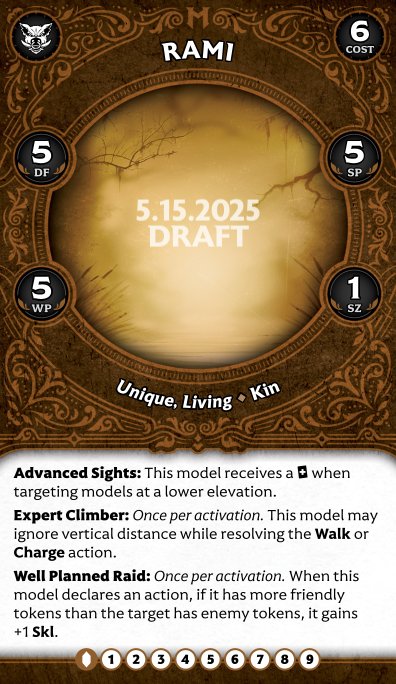 M
RAMI
6
COST
5
DF
5
SP
5.15.2025
DRAFT
5
WP
1
SZ
Unique, Living ◆ Kin
Advanced Sights: This model receives a 🞧 when
targeting models at a lower elevation.
Expert Climber: Once per activation. This model may
ignore vertical distance while resolving the Walk or
Charge action.
Well Planned Raid: Once per activation. When this
model declares an action, if it has more friendly
tokens than the target has enemy tokens, it gains
+1 Skl.
1 2 3 4 5 6 7 8 9